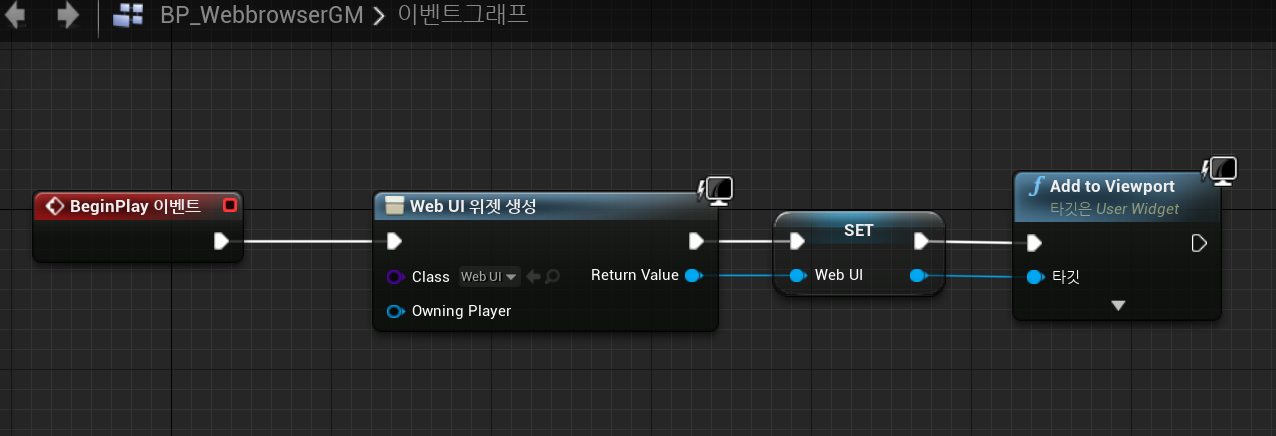 BP_WebbrowserGM > 이벤트그래프
BeginPlay 이벤트
Web UI 위젯 생성
Class Web UI
Return Value
Owning Player
SET
Web UI
Add to Viewport
타깃은 User Widget
타깃